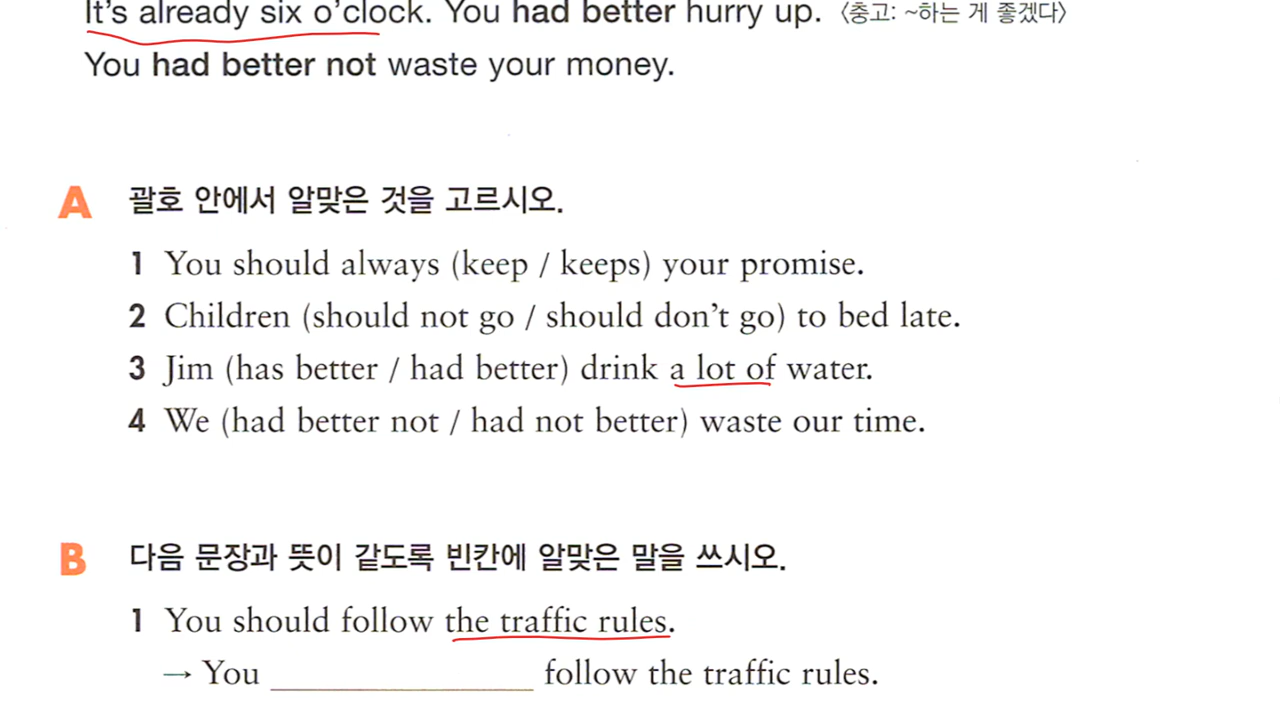 It's already six o'clock. You had better hurry up. 〈충고: ~하는 게 좋겠다〉
You had better not waste your money.
A 괄호 안에서 알맞은 것을 고르시오.
1 You should always (keep / keeps) your promise.
2 Children (should not go / should don't go) to bed late.
3 Jim (has better / had better) drink a lot of water.
4 We (had better not / had not better) waste our time.
B 다음 문장과 뜻이 같도록 빈칸에 알맞은 말을 쓰시오.
1 You should follow the traffic rules.
→ You ____________ follow the traffic rules.